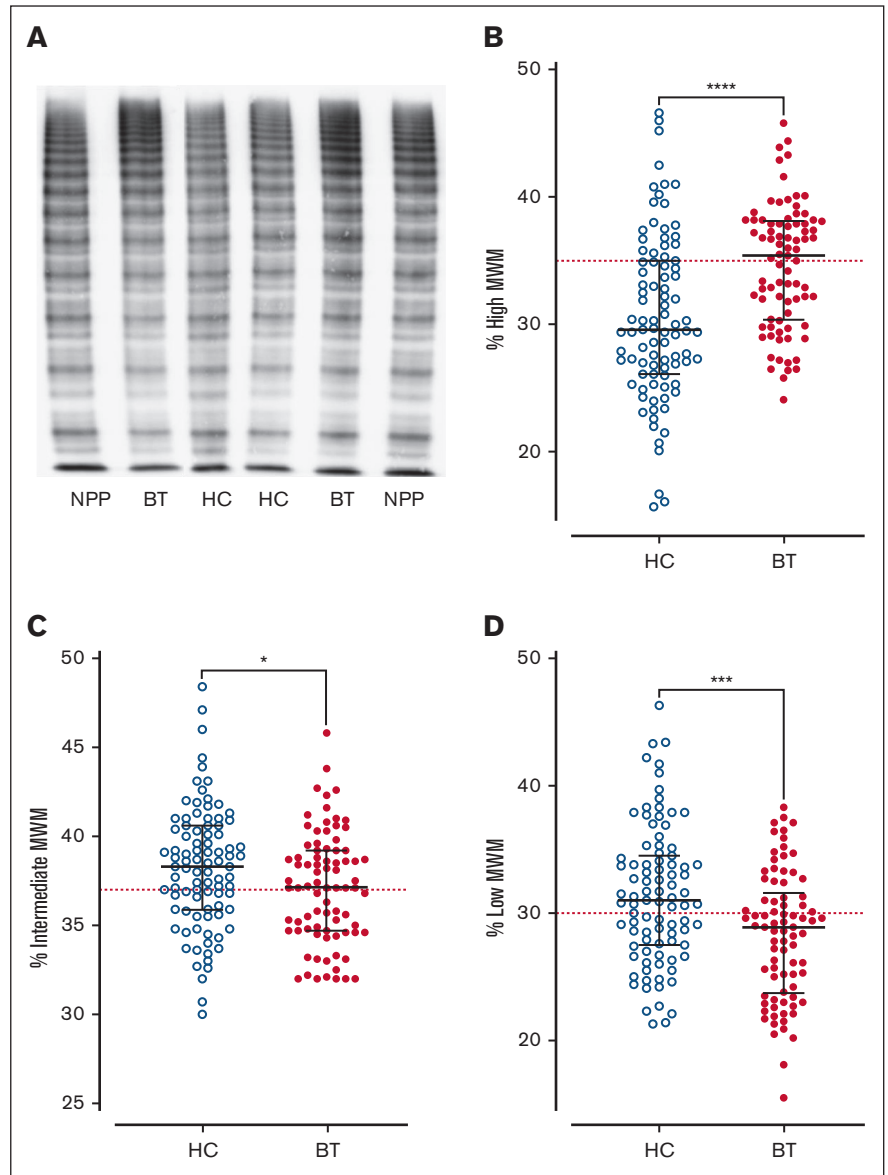 A
NPP BT HC HC BT NPP
B
% High MWM
50
40
30
20
****
HC BT
C
% Intermediate MWM
50
45
40
35
30
25
*
HC BT
D
% Low MWM
50
40
30
20
***
HC BT